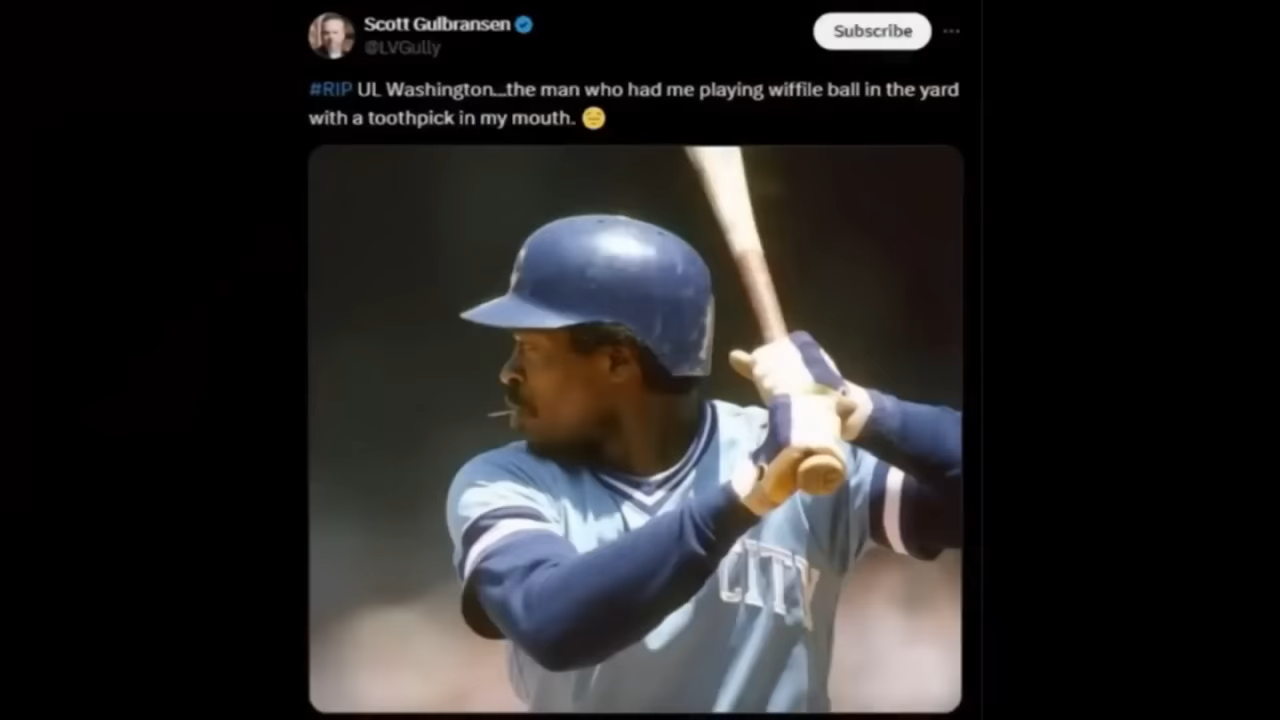 Scott Gulbransen
@LVGully
Subscribe
#RIP UL Washington...the man who had me playing wiffle ball in the yard
with a toothpick in my mouth. 😔
CITY